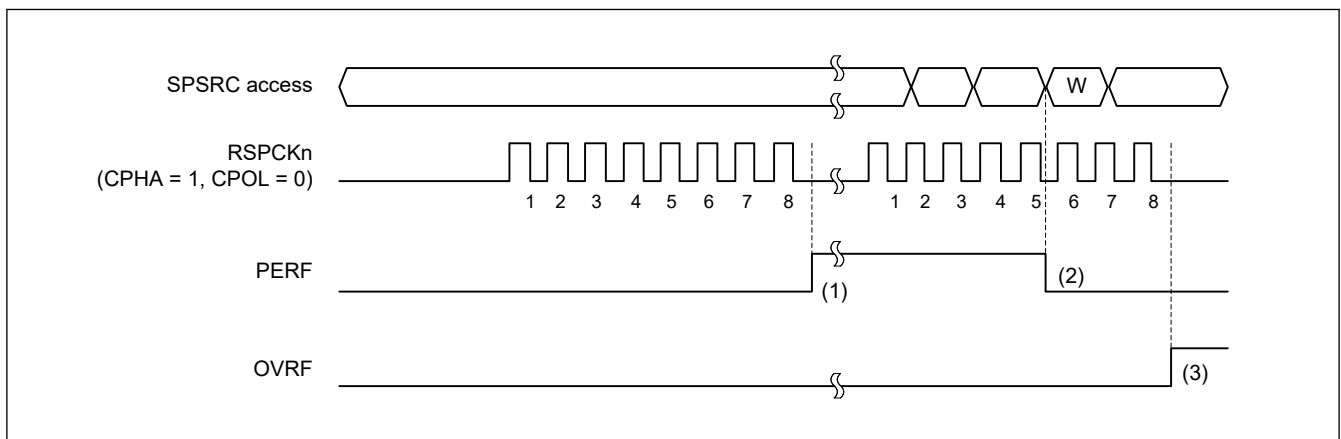 SPSRC access
W
RSPCKn
(CPHA = 1, CPOL = 0)
1 2 3 4 5 6 7 8 1 2 3 4 5 6 7 8
PERF
(1)
(2)
OVRF
(3)